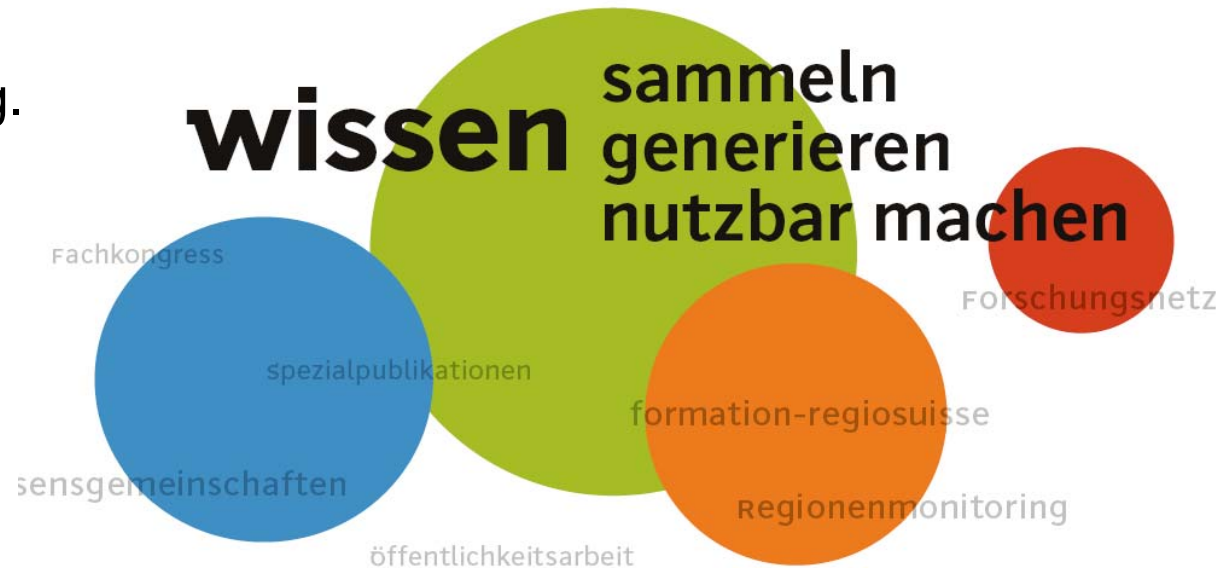 g.
wissen
sammeln
generieren
nutzbar machen
Fachkongress
Forschungsnetz
spezialpublikationen
formation-regiosuisse
sensgemeinschaften
Regionenmonitoring
öffentlichkeitsarbeit